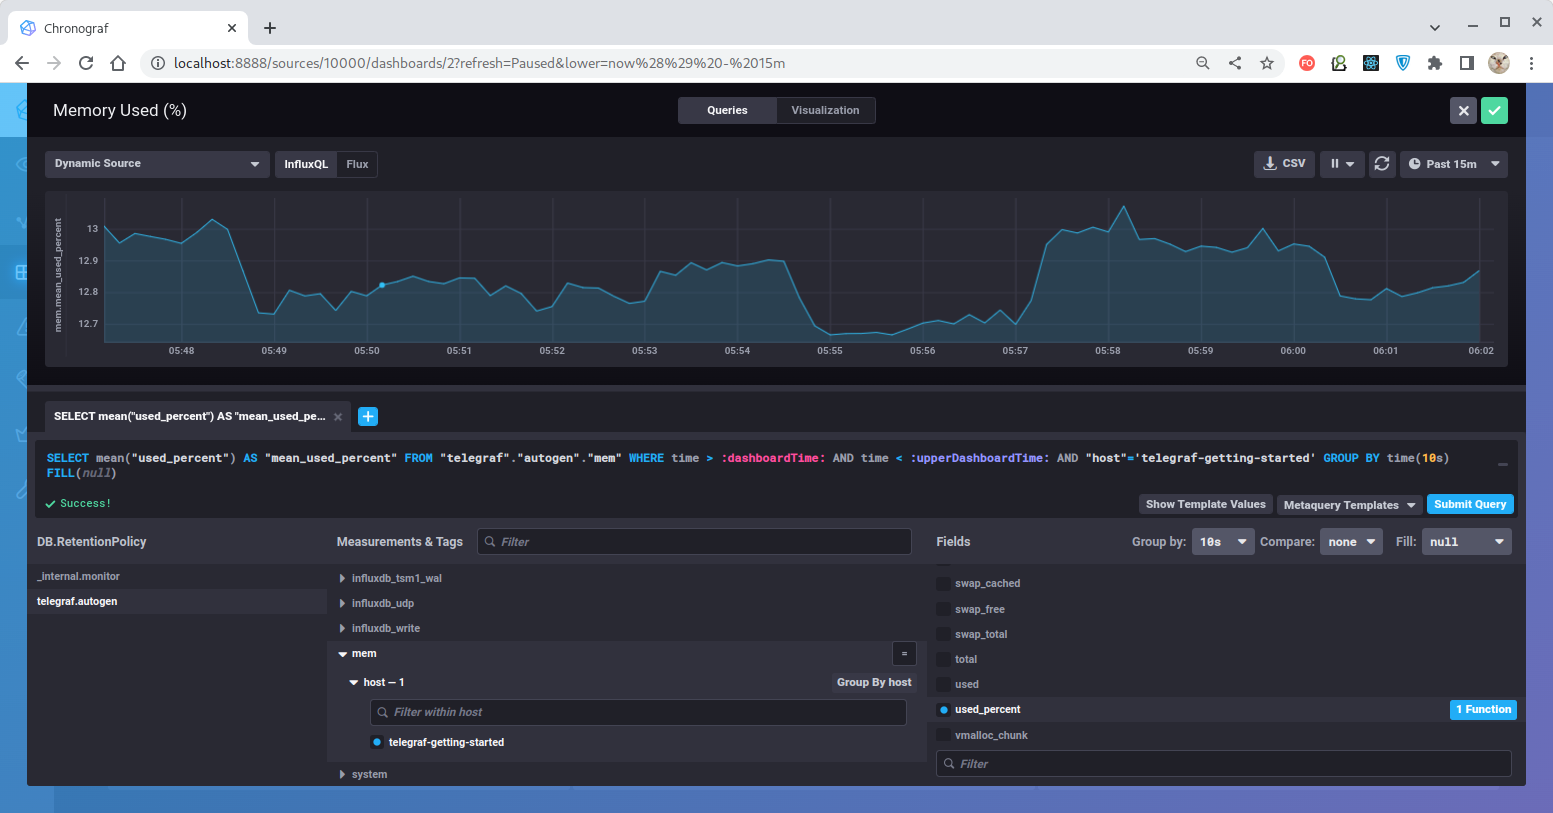 Chronograf
localhost:8888/sources/10000/dashboards/2?refresh=Paused&lower=now%28%29%20-%2015m
FO
Memory Used (%)
Queries
Visualization
Dynamic Source
InfluxQL
Flux
CSV
Past 15m
mem.mean_used_percent
13
12.9
12.8
12.7
05:48
05:49
05:50
05:51
05:52
05:53
05:54
05:55
05:56
05:57
05:58
05:59
06:00
06:01
06:02
SELECT mean("used_percent") AS "mean_used_pe...
SELECT mean("used_percent") AS "mean_used_percent" FROM "telegraf"."autogen"."mem" WHERE time > :dashboardTime: AND time < :upperDashboardTime: AND "host"='telegraf-getting-started' GROUP BY time(10s)
FILL(null)
Success!
Show Template Values
Metaquery Templates
Submit Query
DB.RetentionPolicy
_internal.monitor
telegraf.autogen
Measurements & Tags
Filter
influxdb_tsm1_wal
influxdb_udp
influxdb_write
mem
=
host — 1
Group By host
Filter within host
telegraf-getting-started
system
Fields
Group by:
10s
Compare:
none
Fill:
null
swap_cached
swap_free
swap_total
total
used
used_percent
1 Function
vmalloc_chunk
Filter